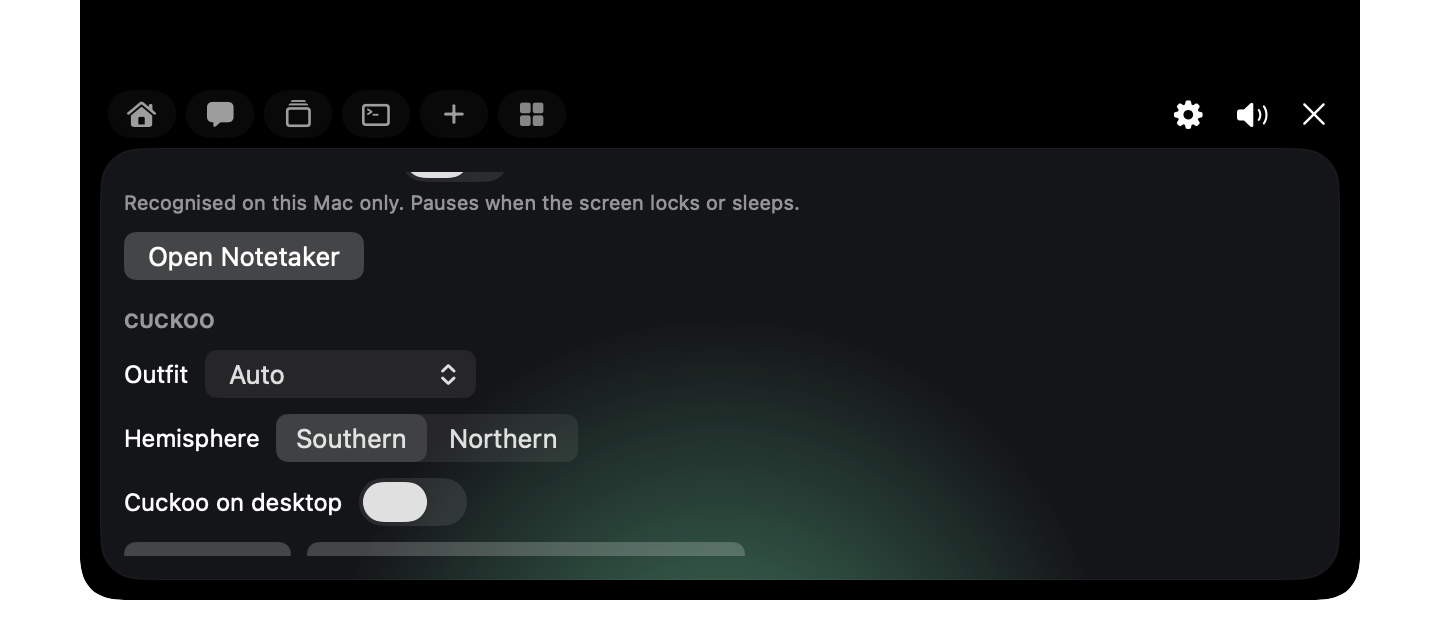 Recognised on this Mac only. Pauses when the screen locks or sleeps.
Open Notetaker
CUCKOO
Outfit Auto
Hemisphere Southern Northern
Cuckoo on desktop